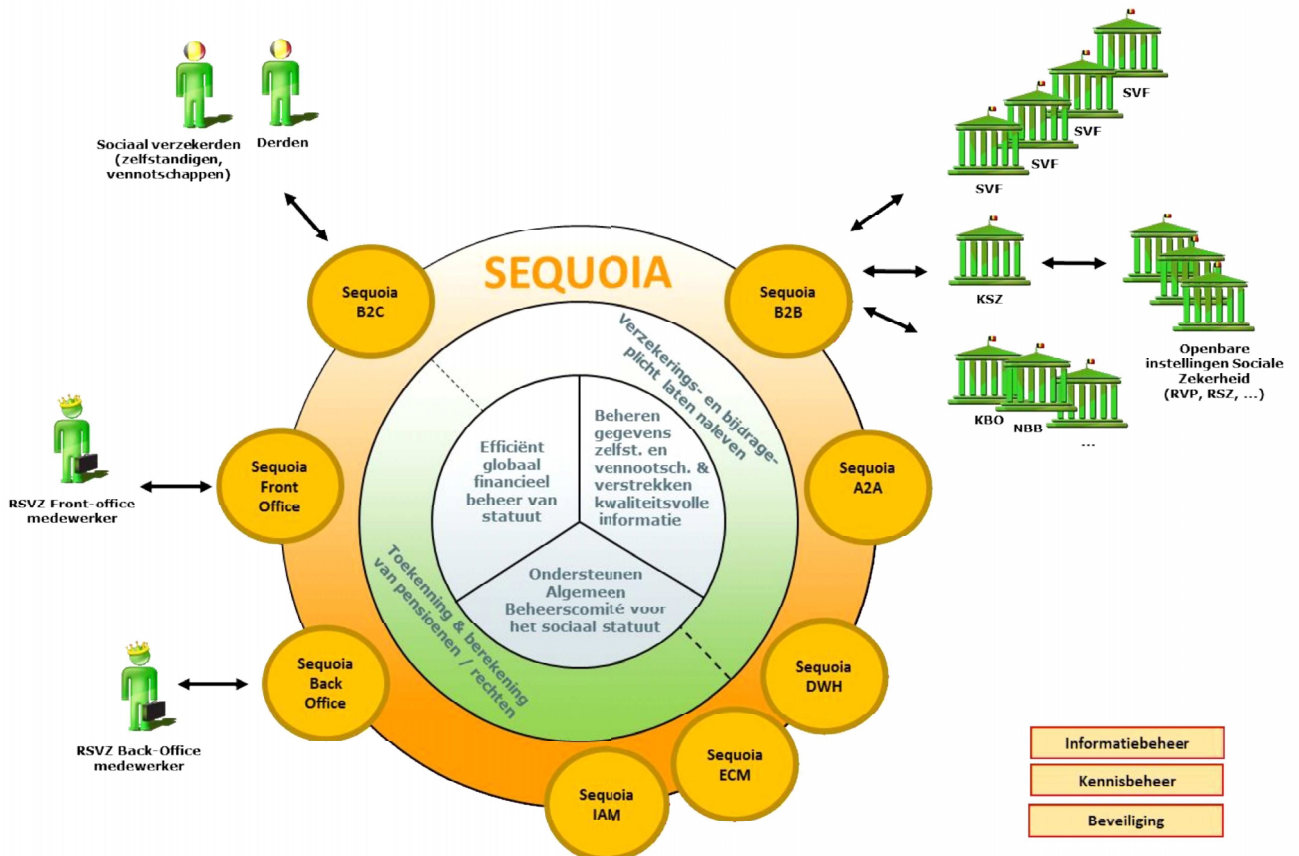 Sociaal verzekerden
(zelfstandigen,
vennotschappen)
Derden
SVF
SVF
SVF
SVF
KSZ
Openbare
instellingen Sociale
Zekerheid
(RVP, RSZ, ...)
KBO
NBB
...
SEQUOIA
Sequoia
B2C
Sequoia
B2B
Verzekerings- en bijdrage-
plicht laten naleven
Efficiënt
globaal
financieel
beheer van
statuut
Beheren
gegevens
zelfst. en
vennootsch. &
verstrekken
kwaliteitsvolle
informatie
Ondersteunen
Algemeen
Beheerscomité voor
het sociaal statuut
Toekenning & berekening
van pensioenen / rechten
Sequoia
Front
Office
RSVZ Front-office
medewerker
Sequoia
A2A
Sequoia
Back
Office
RSVZ Back-Office
medewerker
Sequoia
DWH
Sequoia
ECM
Sequoia
IAM
Informatiebeheer
Kennisbeheer
Beveiliging